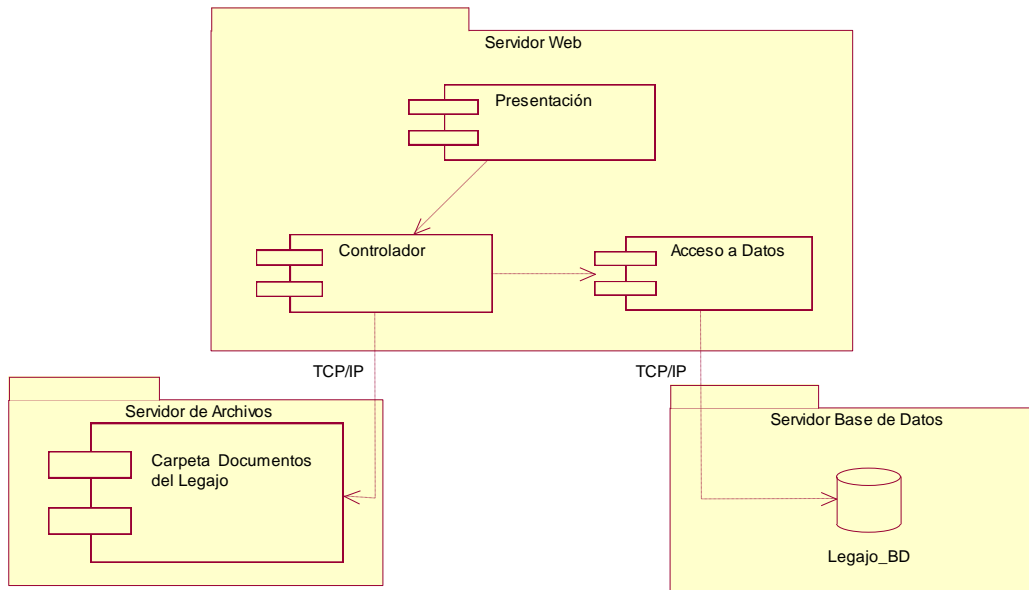 Servidor Web
Presentación
Controlador
Acceso a Datos
TCP/IP
TCP/IP
Servidor de Archivos
Servidor Base de Datos
Carpeta Documentos
del Legajo
Legajo_BD